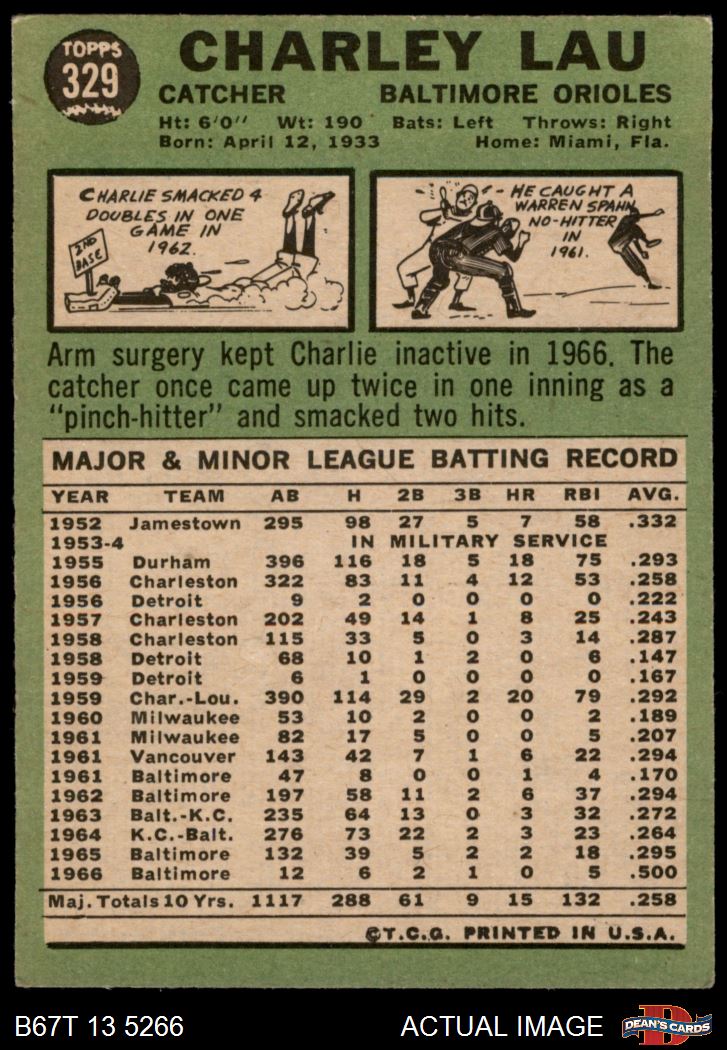 TOPPS
329
CHARLEY LAU
CATCHER BALTIMORE ORIOLES
Ht: 6'0" Wt: 190 Bats: Left Throws: Right
Born: April 12, 1933 Home: Miami, Fla.
CHARLIE SMACKED 4
DOUBLES IN ONE
GAME IN
1962.
2ND
BASE
HE CAUGHT A
WARREN SPAHN
NO-HITTER
IN
1961.
Arm surgery kept Charlie inactive in 1966. The
catcher once came up twice in one inning as a
"pinch-hitter" and smacked two hits.
MAJOR & MINOR LEAGUE BATTING RECORD
YEAR TEAM AB H 2B 3B HR RBI AVG.
1952 Jamestown 295 98 27 5 7 58 .332
1953-4 IN MILITARY SERVICE
1955 Durham 396 116 18 5 18 75 .293
1956 Charleston 322 83 11 4 12 53 .258
1956 Detroit 9 2 0 0 0 0 .222
1957 Charleston 202 49 14 1 8 25 .243
1958 Charleston 115 33 5 0 3 14 .287
1958 Detroit 68 10 1 2 0 6 .147
1959 Detroit 6 1 0 0 0 0 .167
1959 Char.-Lou. 390 114 29 2 20 79 .292
1960 Milwaukee 53 10 2 0 0 2 .189
1961 Milwaukee 82 17 5 0 0 5 .207
1961 Vancouver 143 42 7 1 6 22 .294
1961 Baltimore 47 8 0 0 1 4 .170
1962 Baltimore 197 58 11 2 6 37 .294
1963 Balt.-K.C. 235 64 13 0 3 32 .272
1964 K.C.-Balt. 276 73 22 2 3 23 .264
1965 Baltimore 132 39 5 2 2 18 .295
1966 Baltimore 12 6 2 1 0 5 .500
Maj. Totals 10 Yrs. 1117 288 61 9 15 132 .258
©T.C.G. PRINTED IN U.S.A.
B67T 13 5266 ACTUAL IMAGE
D
DEAN'S CARDS